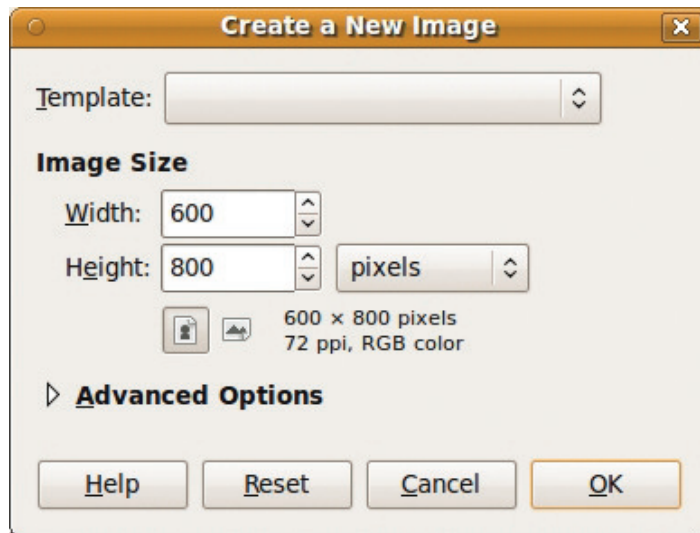 Create a New Image
Template:
Image Size
Width: 600
Height: 800 pixels
600 × 800 pixels
72 ppi, RGB color
Advanced Options
Help Reset Cancel OK